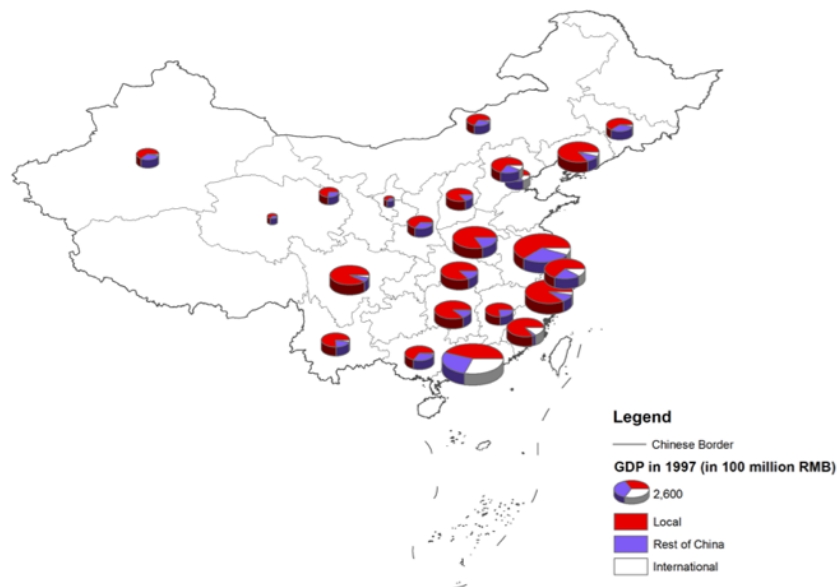 Legend
Chinese Border
GDP in 1997 (in 100 million RMB)
2,600
Local
Rest of China
International